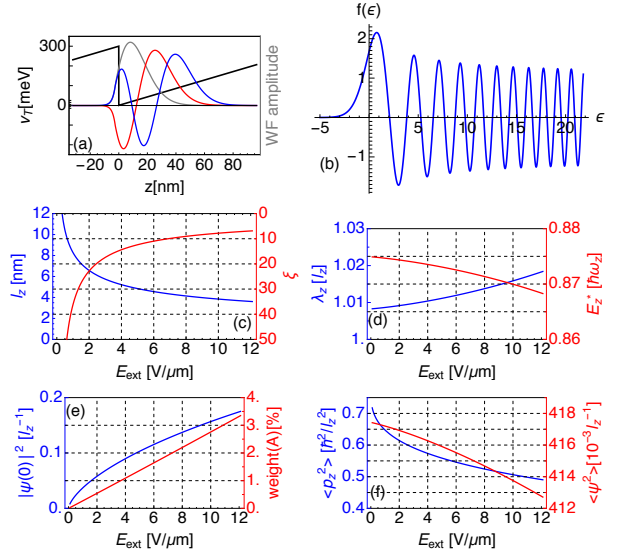 300
0
v_T[meV]
(a)
WF amplitude
-20 0 20 40 60 80
z[nm]
f(ϵ)
2
1
-1
-5 5 10 15 20 ϵ
(b)
12
10
8
6
4
2
0
l_z [nm]
0
10
20
30
40
50
ξ
(c)
0 2 4 6 8 10 12
E_ext [V/μm]
1.03
1.02
1.01
1
λ_z [l_z]
0.88
0.87
0.86
E_z^* [ħω_z]
(d)
0 2 4 6 8 10 12
E_ext [V/μm]
(e)
0.2
0.1
0
|ψ(0)|^2 [l_z^-1]
4.
3.
2.
1.
0.
weight(A)[%]
0 2 4 6 8 10 12
E_ext [V/μm]
0.7
0.6
0.5
0.4
<p_z^2> [ħ^2/l_z^2]
418
416
414
412
<ψ^2>[10^-3 l_z^-1]
(f)
0 2 4 6 8 10 12
E_ext [V/μm]